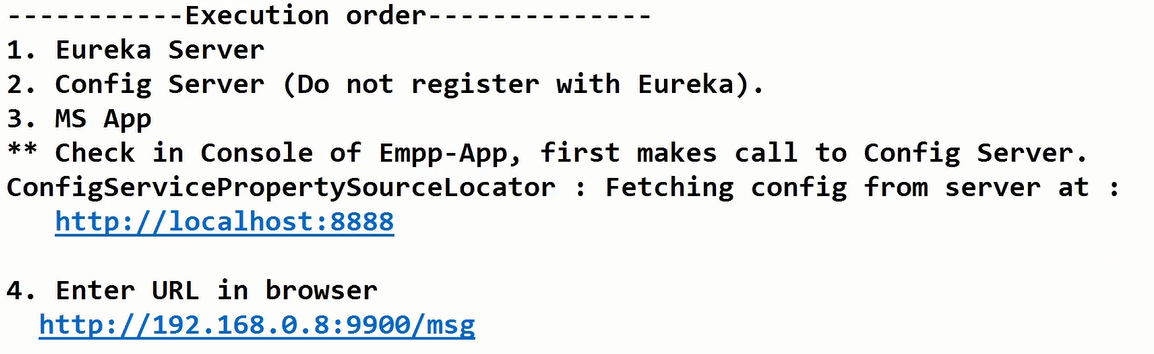 -----------Execution order--------------
1. Eureka Server
2. Config Server (Do not register with Eureka).
3. MS App
** Check in Console of Empp-App, first makes call to Config Server.
ConfigServicePropertySourceLocator : Fetching config from server at :
http://localhost:8888
4. Enter URL in browser
http://192.168.0.8:9900/msg